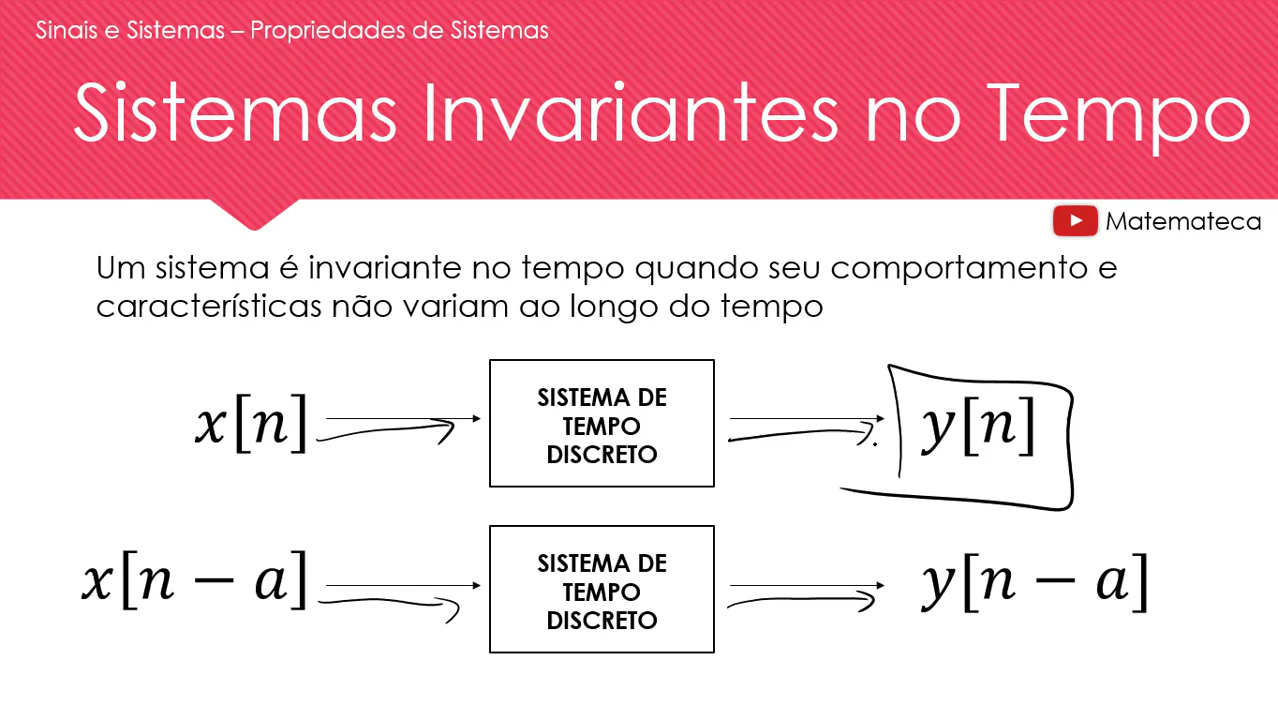 Sinais e Sistemas – Propriedades de Sistemas
Sistemas Invariantes no Tempo
Matemateca
Um sistema é invariante no tempo quando seu comportamento e
características não variam ao longo do tempo
x[n]
SISTEMA DE
TEMPO
DISCRETO
y[n]
x[n − a]
SISTEMA DE
TEMPO
DISCRETO
y[n − a]